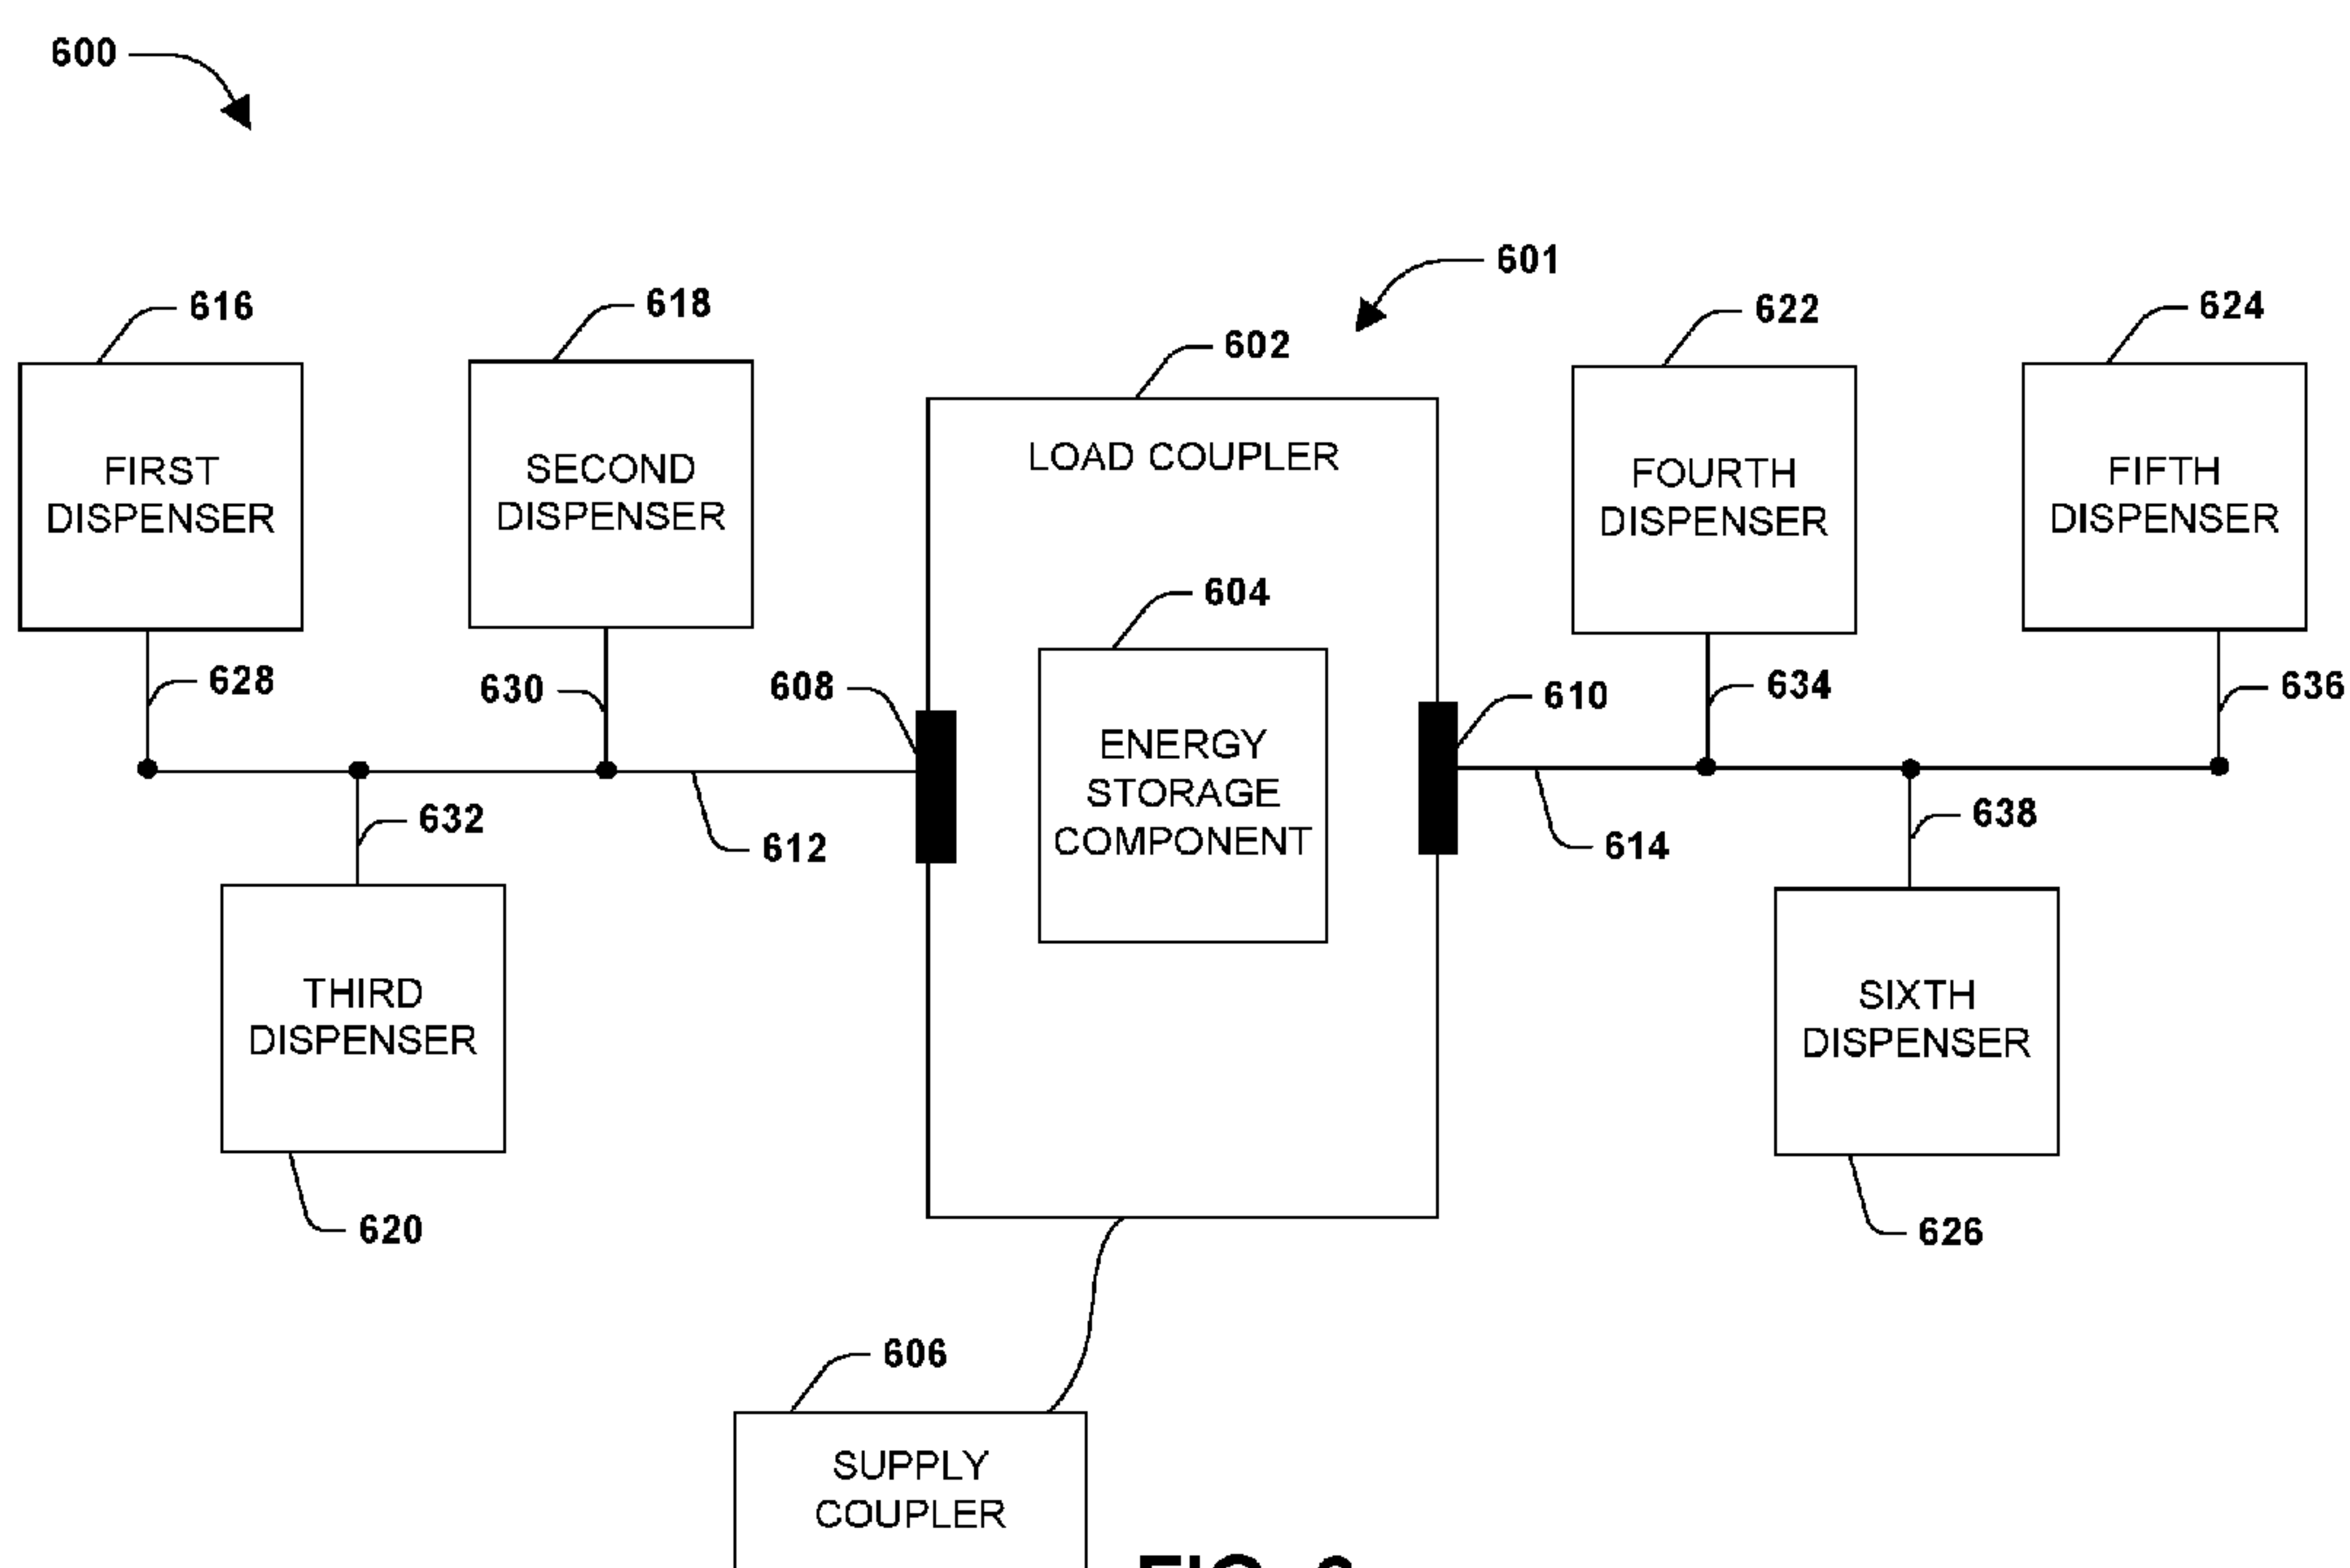 600
601
616
618
602
622
624
FIRST
DISPENSER
SECOND
DISPENSER
LOAD COUPLER
FOURTH
DISPENSER
FIFTH
DISPENSER
604
628
630
608
610
634
636
ENERGY
STORAGE
COMPONENT
632
612
614
638
THIRD
DISPENSER
SIXTH
DISPENSER
620
626
606
SUPPLY
COUPLER